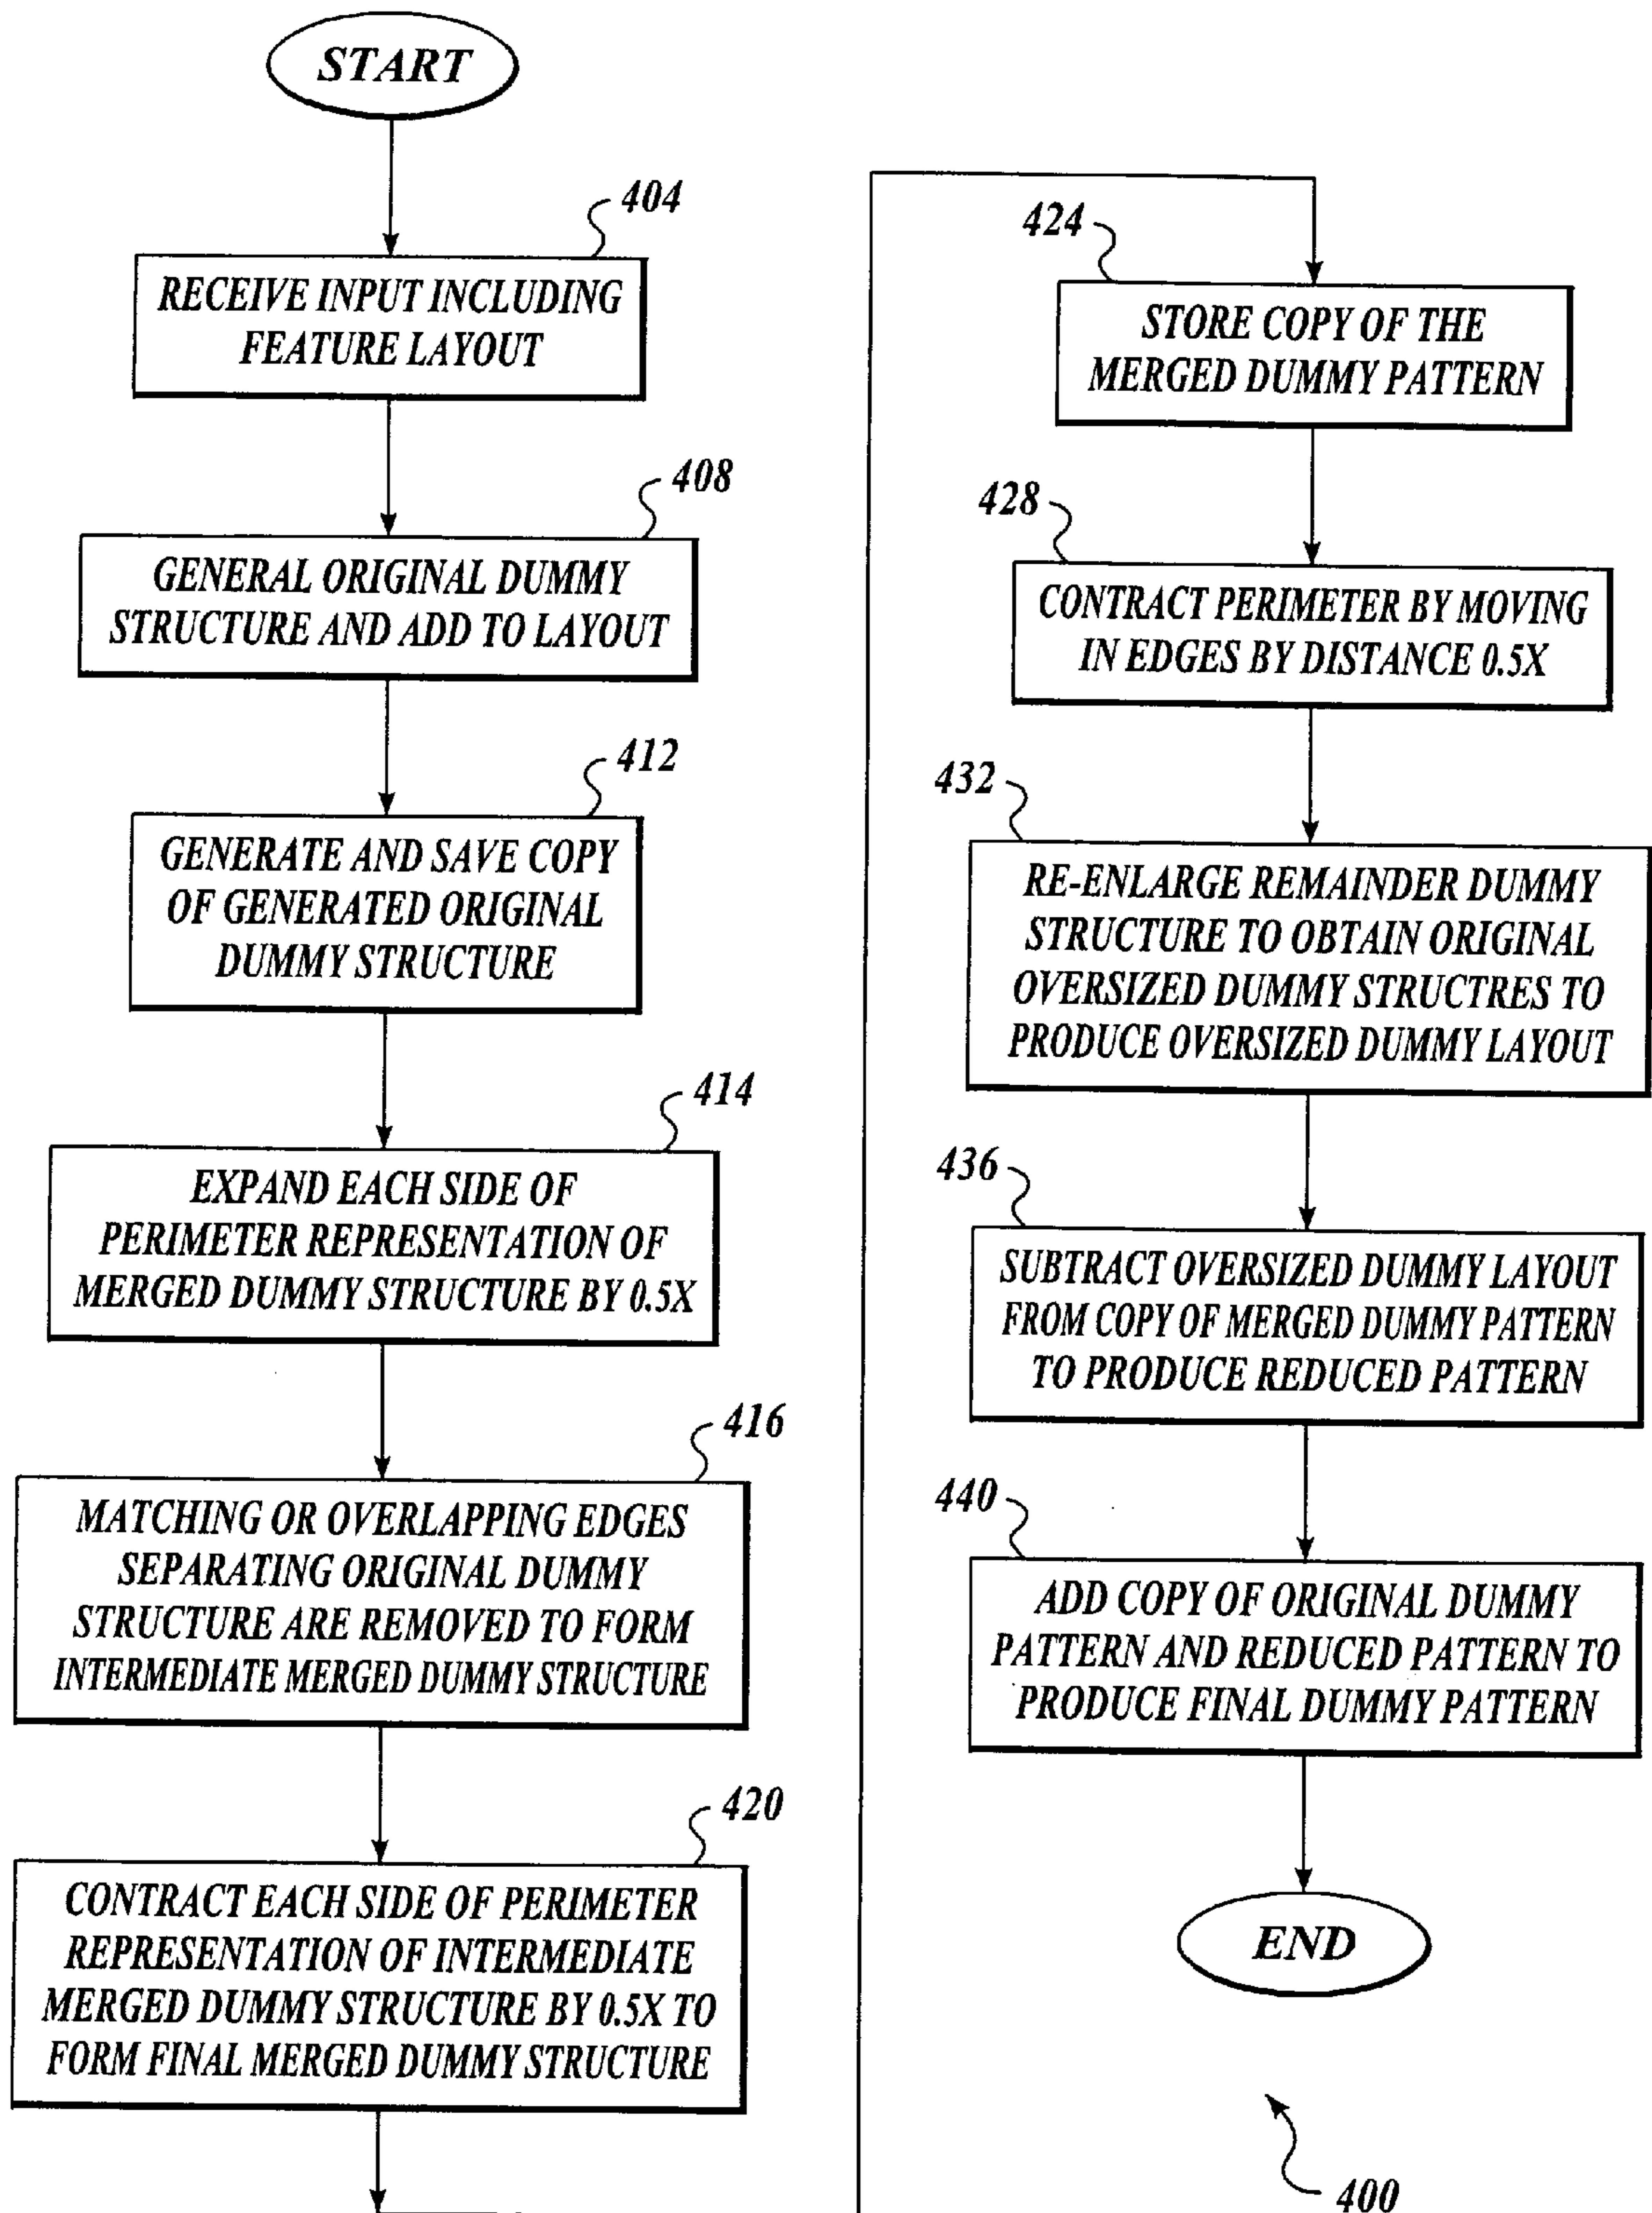 START
404
RECEIVE INPUT INCLUDING
FEATURE LAYOUT
408
GENERAL ORIGINAL DUMMY
STRUCTURE AND ADD TO LAYOUT
412
GENERATE AND SAVE COPY
OF GENERATED ORIGINAL
DUMMY STRUCTURE
414
EXPAND EACH SIDE OF
PERIMETER REPRESENTATION OF
MERGED DUMMY STRUCTURE BY 0.5X
416
MATCHING OR OVERLAPPING EDGES
SEPARATING ORIGINAL DUMMY
STRUCTURE ARE REMOVED TO FORM
INTERMEDIATE MERGED DUMMY STRUCTURE
420
CONTRACT EACH SIDE OF PERIMETER
REPRESENTATION OF INTERMEDIATE
MERGED DUMMY STRUCTURE BY 0.5X TO
FORM FINAL MERGED DUMMY STRUCTURE
424
STORE COPY OF THE
MERGED DUMMY PATTERN
428
CONTRACT PERIMETER BY MOVING
IN EDGES BY DISTANCE 0.5X
432
RE-ENLARGE REMAINDER DUMMY
STRUCTURE TO OBTAIN ORIGINAL
OVERSIZED DUMMY STRUCTRES TO
PRODUCE OVERSIZED DUMMY LAYOUT
436
SUBTRACT OVERSIZED DUMMY LAYOUT
FROM COPY OF MERGED DUMMY PATTERN
TO PRODUCE REDUCED PATTERN
440
ADD COPY OF ORIGINAL DUMMY
PATTERN AND REDUCED PATTERN TO
PRODUCE FINAL DUMMY PATTERN
END
400